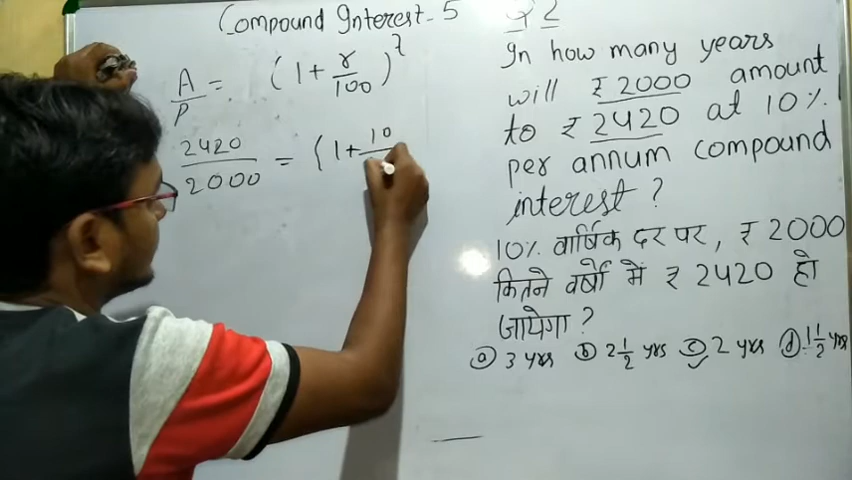 Compound Interest - 5
A/P = (1 + r/100)^t
2420/2000 = (1 + 10
Q 2
In how many years
will ₹ 2000 amount
to ₹ 2420 at 10%.
per annum compound
interest ?
10%. वार्षिक दर पर, ₹ 2000
कितने वर्षों में ₹ 2420 हो
जायेगा ?
ⓐ 3 yrs ⓑ 2 1/2 yrs ⓒ 2 yrs ⓓ 1 1/2 yrs